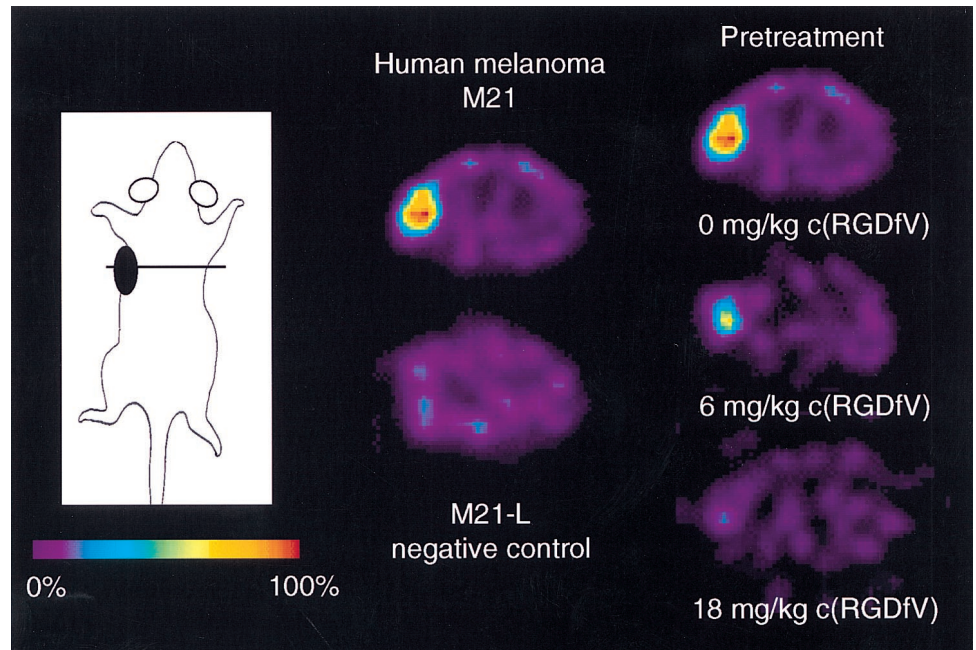 Human melanoma
M21
M21-L
negative control
Pretreatment
0 mg/kg c(RGDfV)
6 mg/kg c(RGDfV)
18 mg/kg c(RGDfV)
0%
100%